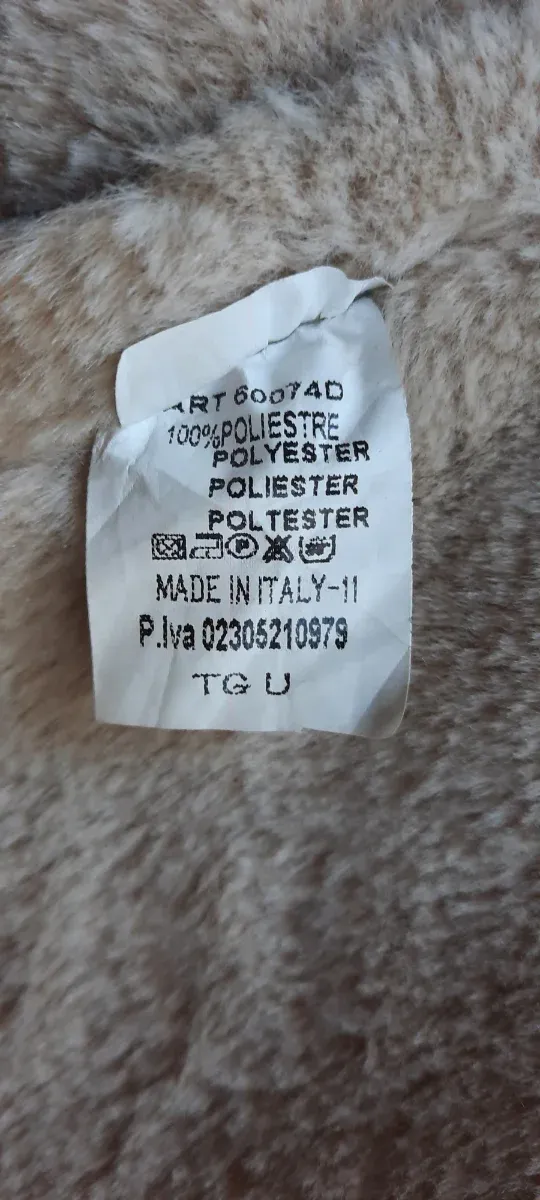 ART 60074D
100%POLIESTRE
POLYESTER
POLIESTER
POLTESTER
P
MADE IN ITALY-11
P.Iva 02305210979
TG U